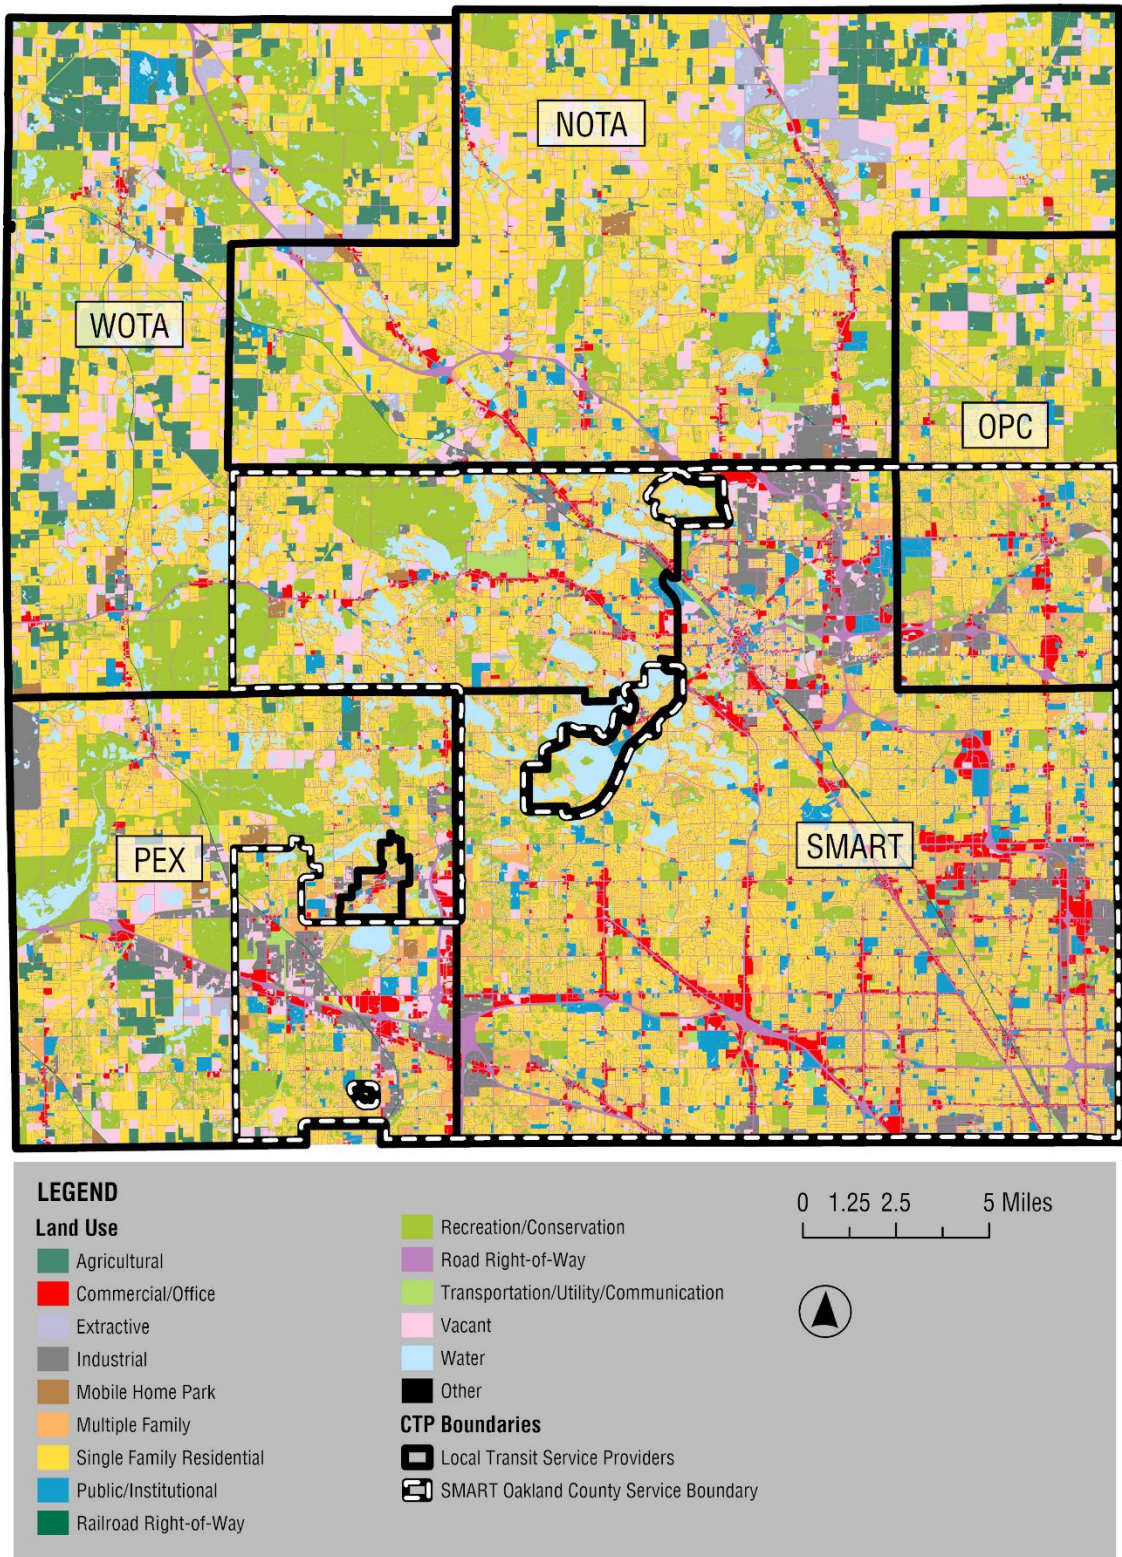 NOTA
WOTA
OPC
PEX
SMART
LEGEND
Land Use
Agricultural
Commercial/Office
Extractive
Industrial
Mobile Home Park
Multiple Family
Single Family Residential
Public/Institutional
Railroad Right-of-Way
Recreation/Conservation
Road Right-of-Way
Transportation/Utility/Communication
Vacant
Water
Other
CTP Boundaries
Local Transit Service Providers
SMART Oakland County Service Boundary
0 1.25 2.5 5 Miles